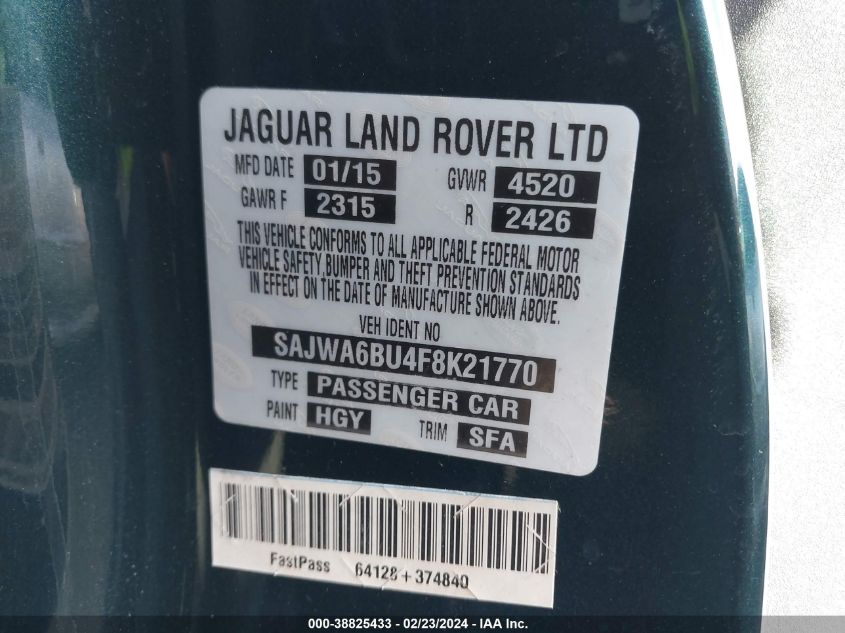 JAGUAR LAND ROVER LTD
MFD DATE 01/15 GVWR 4520
GAWR F 2315 R 2426
THIS VEHICLE CONFORMS TO ALL APPLICABLE FEDERAL MOTOR
VEHICLE SAFETY,BUMPER AND THEFT PREVENTION STANDARDS
IN EFFECT ON THE DATE OF MANUFACTURE SHOWN ABOVE.
VEH IDENT NO
SAJWA6BU4F8K21770
TYPE PASSENGER CAR
PAINT HGY TRIM SFA
FastPass 64128+374840
000-38825433 - 02/23/2024 - IAA Inc.